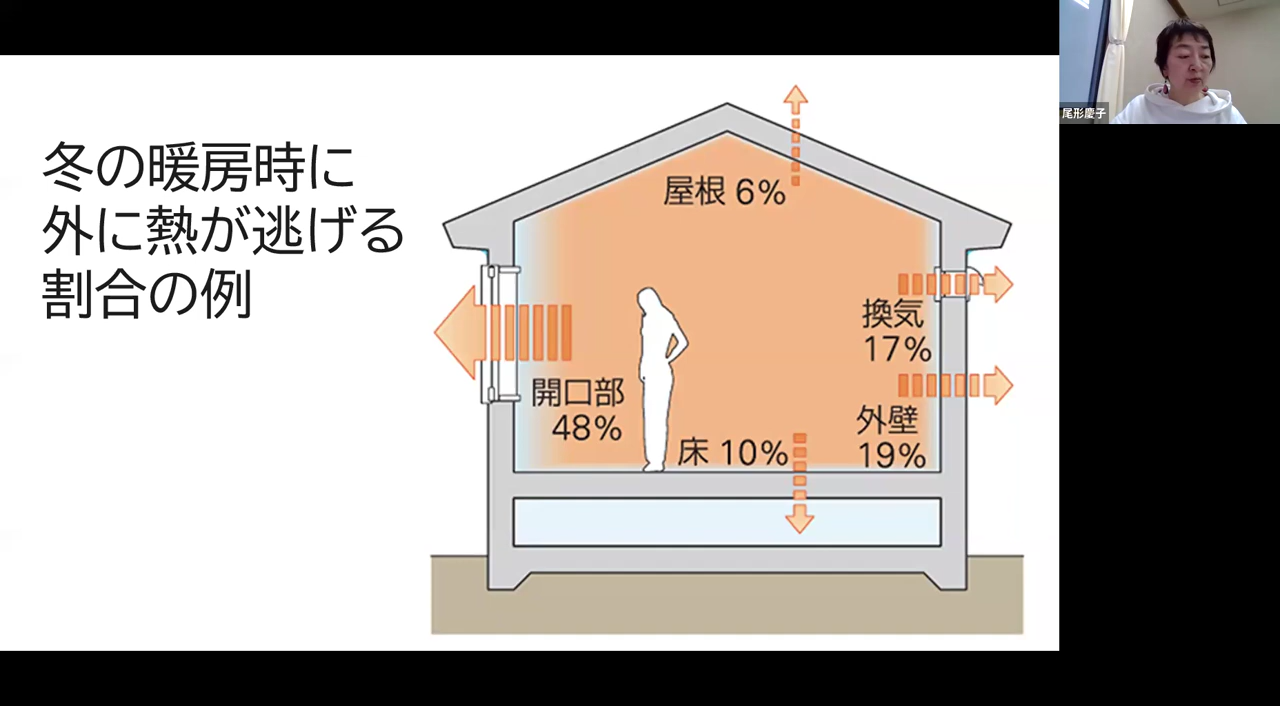 冬の暖房時に
外に熱が逃げる
割合の例
屋根 6%
換気
17%
開口部
48%
外壁
19%
床 10%
尾形慶子